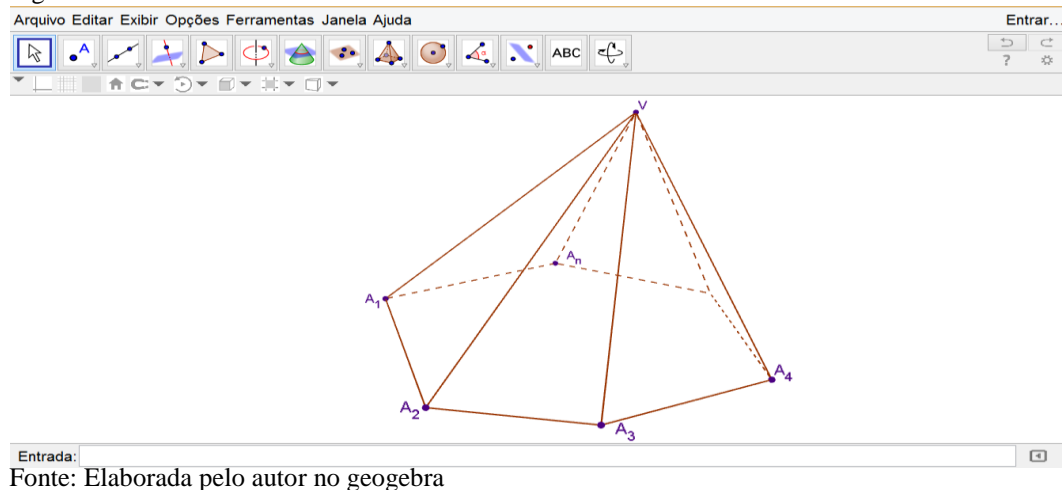 Arquivo Editar Exibir Opções Ferramentas Janela Ajuda Entrar...
A ABC ?
V
Aₙ
A₁
A₄
A₂
A₃
Entrada:
Fonte: Elaborada pelo autor no geogebra